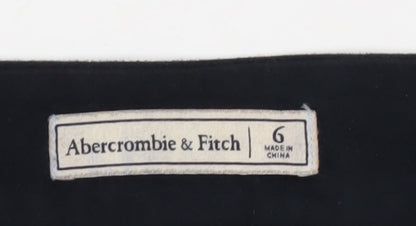 Abercrombie & Fitch | 6
MADE IN
CHINA